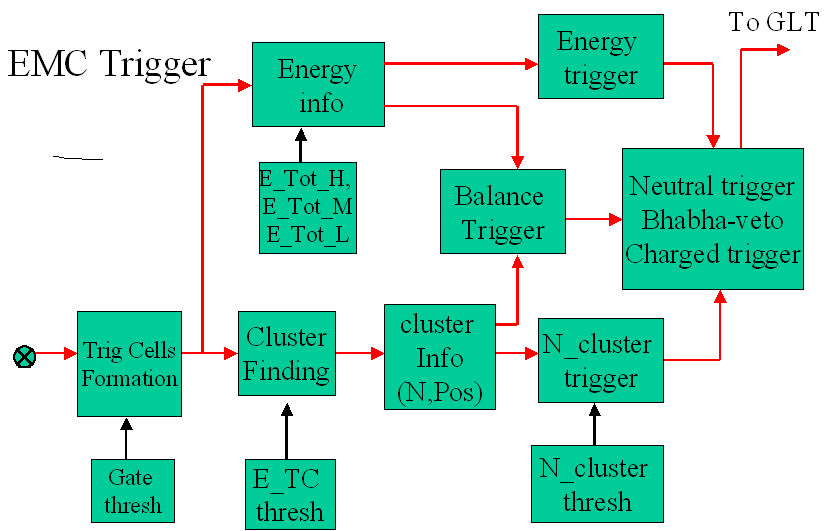 EMC Trigger
To GLT
Energy
info
Energy
trigger
E_Tot_H,
E_Tot_M
E_Tot_L
Balance
Trigger
Neutral trigger
Bhabha-veto
Charged trigger
Trig Cells
Formation
Cluster
Finding
cluster
Info
(N,Pos)
N_cluster
trigger
Gate
thresh
E_TC
thresh
N_cluster
thresh